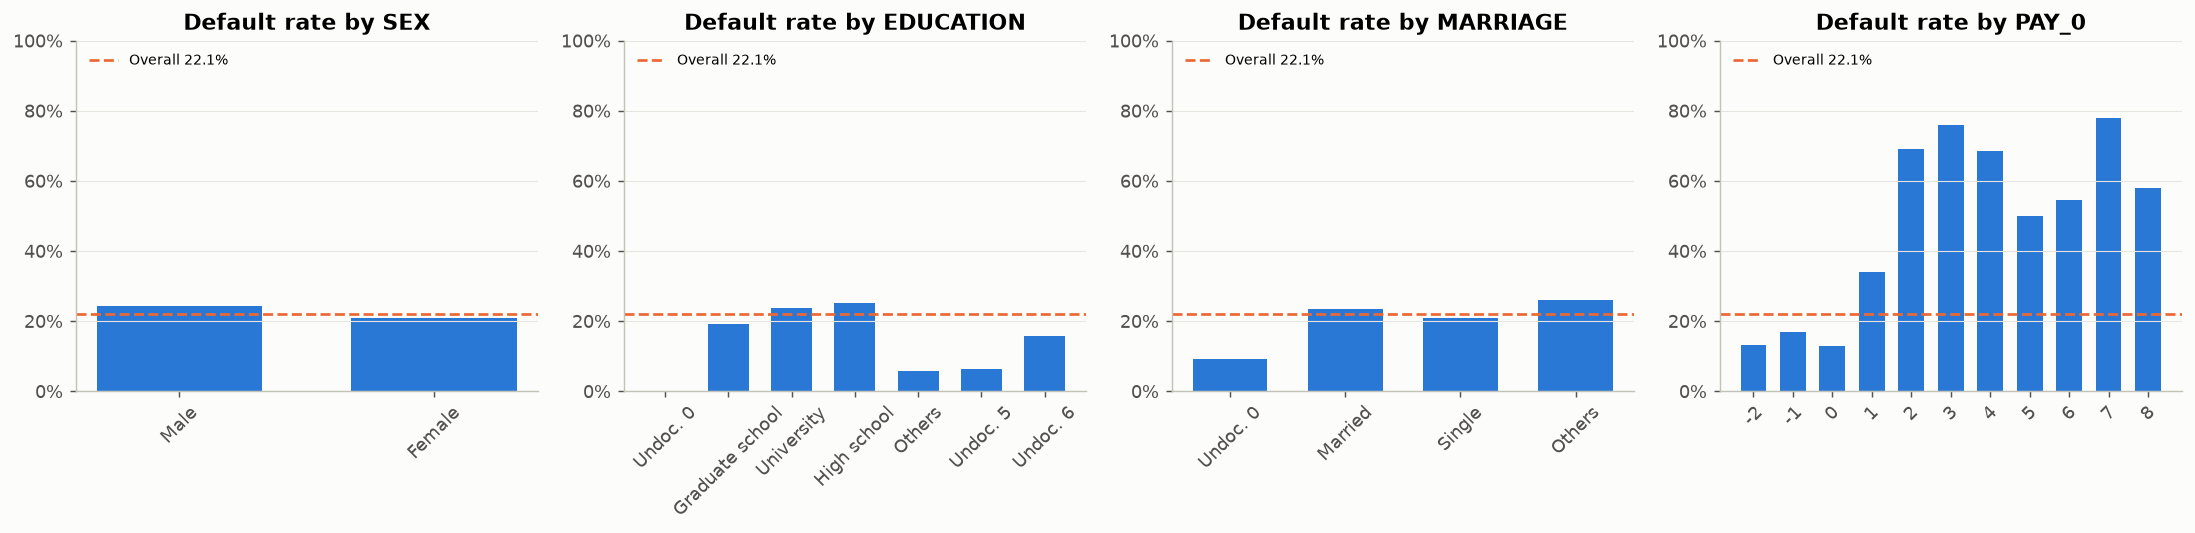 Default rate by SEX
100%
80%
60%
40%
20%
0%
Overall 22.1%
Male
Female
Default rate by EDUCATION
100%
80%
60%
40%
20%
0%
Overall 22.1%
Undoc. 0
Graduate school
University
High school
Others
Undoc. 5
Undoc. 6
Default rate by MARRIAGE
100%
80%
60%
40%
20%
0%
Overall 22.1%
Undoc. 0
Married
Single
Others
Default rate by PAY_0
100%
80%
60%
40%
20%
0%
Overall 22.1%
-2
-1
0
1
2
3
4
5
6
7
8